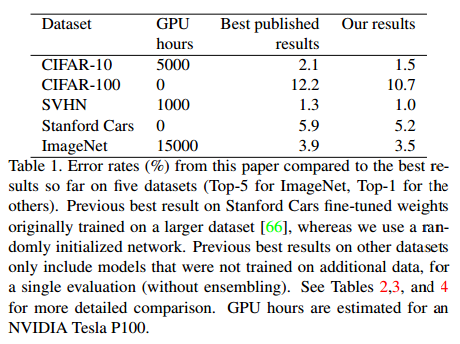 Dataset GPU hours Best published results Our results
CIFAR-10 5000 2.1 1.5
CIFAR-100 0 12.2 10.7
SVHN 1000 1.3 1.0
Stanford Cars 0 5.9 5.2
ImageNet 15000 3.9 3.5
Table 1. Error rates (%) from this paper compared to the best re-
sults so far on five datasets (Top-5 for ImageNet, Top-1 for the
others). Previous best result on Stanford Cars fine-tuned weights
originally trained on a larger dataset [66], whereas we use a ran-
domly initialized network. Previous best results on other datasets
only include models that were not trained on additional data, for
a single evaluation (without ensembling). See Tables 2,3, and 4
for more detailed comparison. GPU hours are estimated for an
NVIDIA Tesla P100.